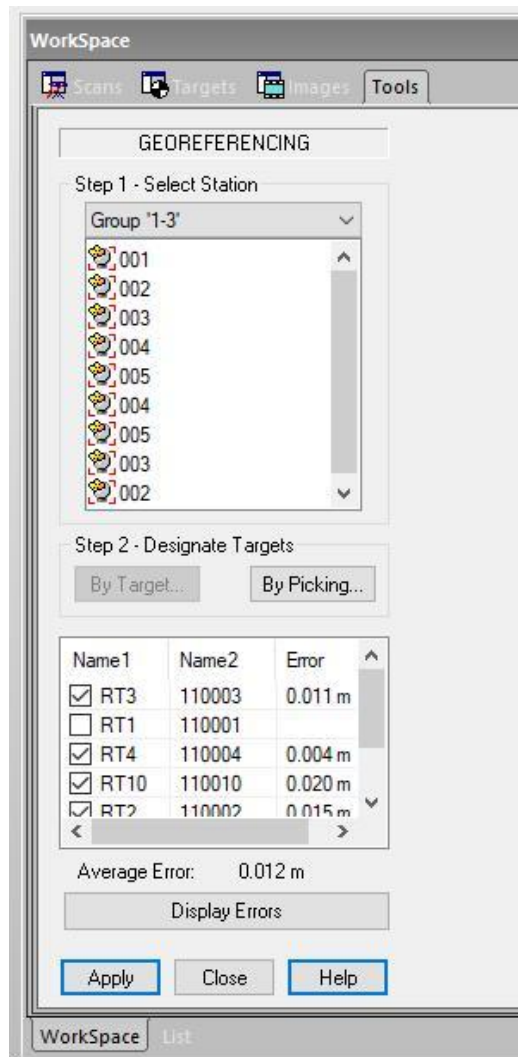 WorkSpace
Scans Targets Images Tools
GEOREFERENCING
Step 1 - Select Station
Group '1-3'
001
002
003
004
005
004
005
003
002
Step 2 - Designate Targets
By Target... By Picking...
Name1 Name2 Error
RT3 110003 0.011 m
RT1 110001
RT4 110004 0.004 m
RT10 110010 0.020 m
RT2 110002 0.015 m
Average Error: 0.012 m
Display Errors
Apply Close Help
WorkSpace List